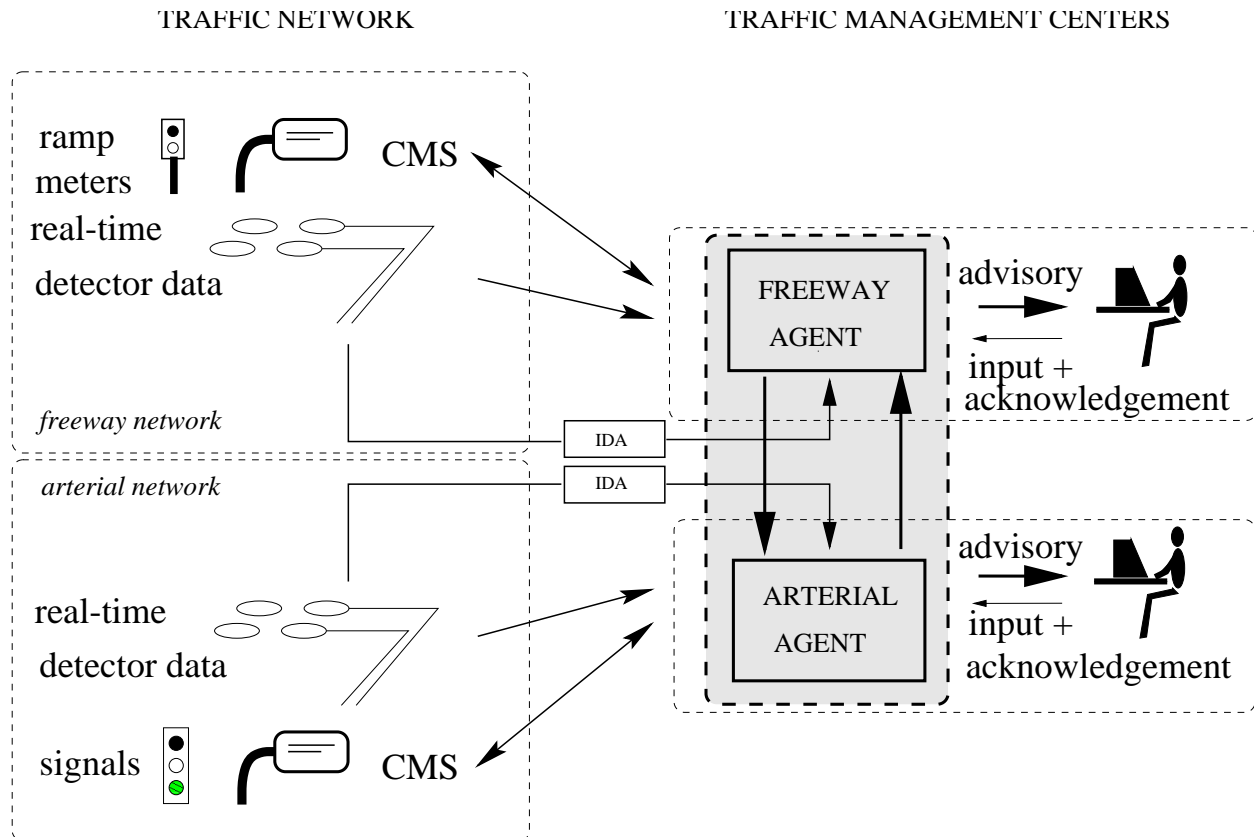 TRAFFIC NETWORK
TRAFFIC MANAGEMENT CENTERS
ramp
meters
CMS
real-time
detector data
freeway network
IDA
FREEWAY
AGENT
advisory
input +
acknowledgement
arterial network
IDA
real-time
detector data
signals
CMS
ARTERIAL
AGENT
advisory
input +
acknowledgement